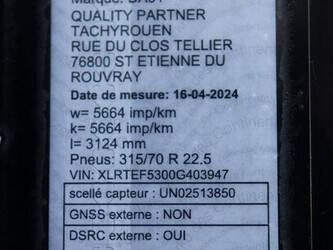 Marque:
QUALITY PARTNER
TACHYROUEN
RUE DU CLOS TELLIER
76800 ST ETIENNE DU
ROUVRAY
Date de mesure: 16-04-2024
w= 5664 imp/km
k= 5664 imp/km
l= 3124 mm
Pneus: 315/70 R 22.5
VIN: XLRTEF5300G403947
scellé capteur : UN02513850
GNSS externe : NON
DSRC externe : OUI